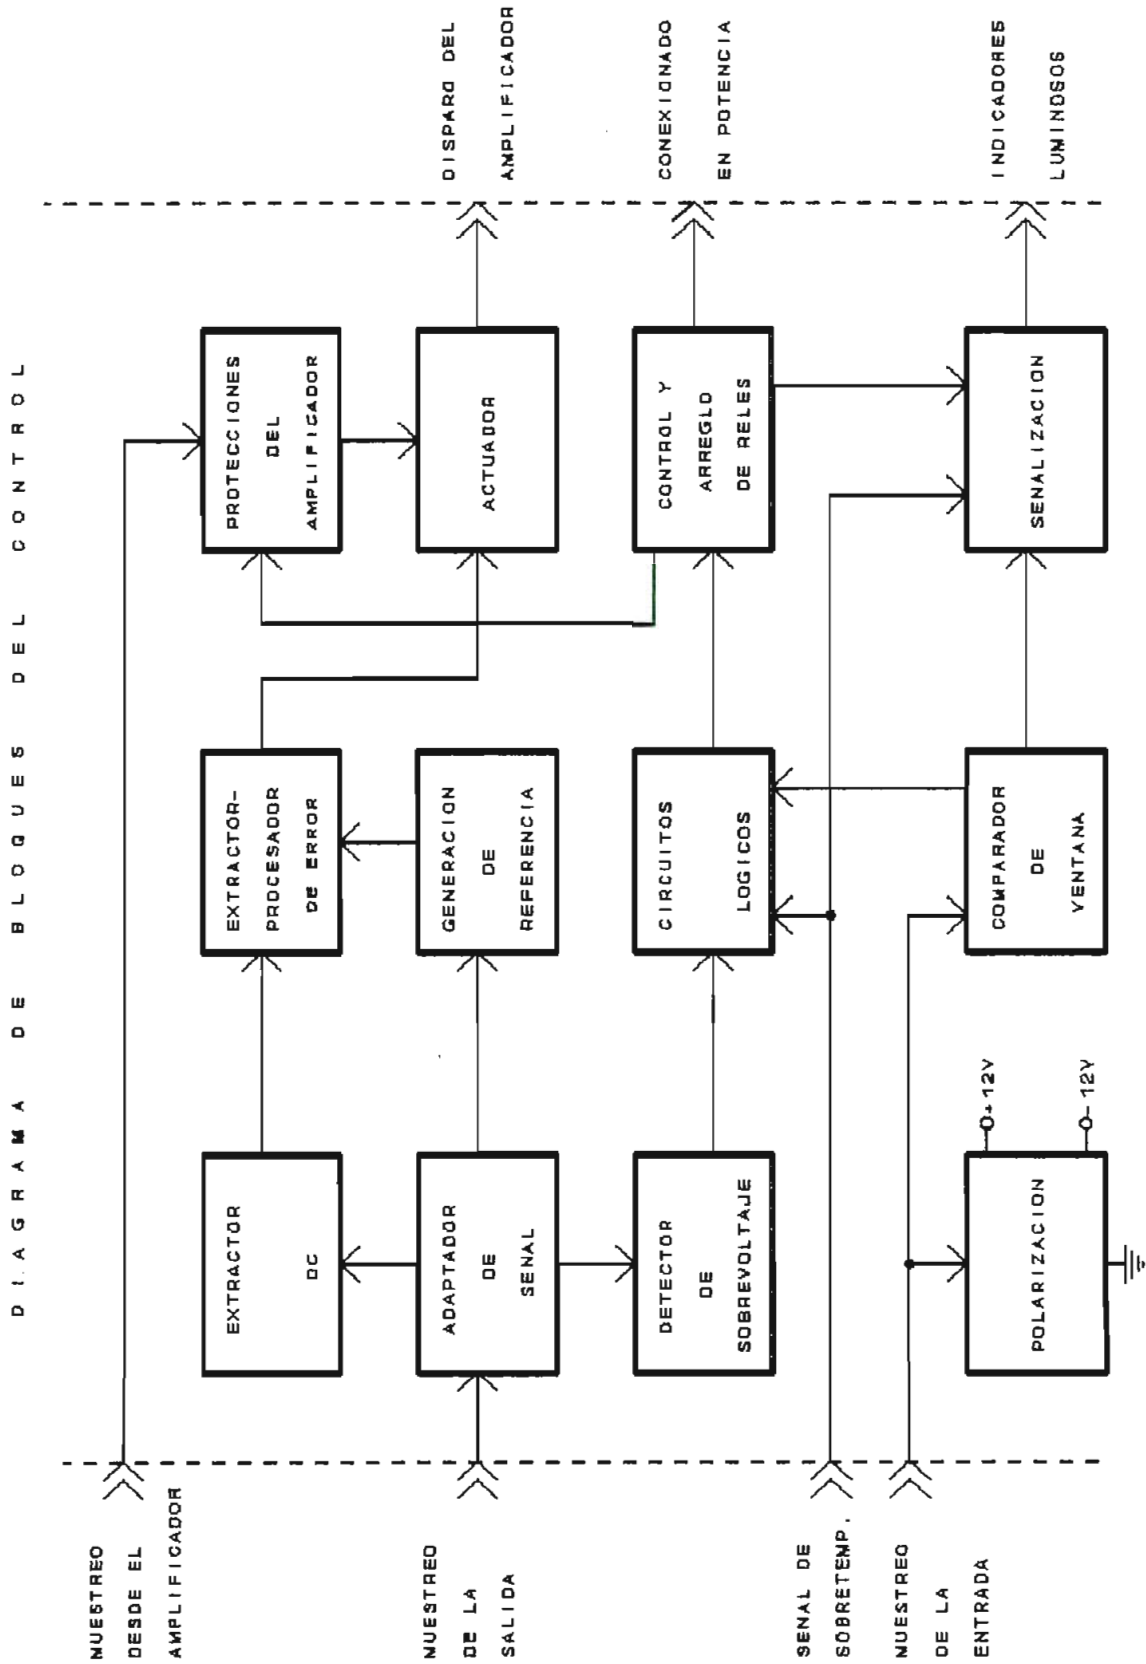 DIAGRAMA DE BLOQUES DEL CONTROL
MUESTREO
DESDE EL
AMPLIFICADOR
MUESTREO
DE LA
SALIDA
SENAL DE
SOBRETEMP.
MUESTREO
DE LA
ENTRADA
EXTRACTOR
DC
ADAPTADOR
DE
SENAL
DETECTOR
DE
SOBREVOLTAJE
POLARIZACION
+12V
-12V
EXTRACTOR-
PROCESADOR
DE ERROR
GENERACION
DE
REFERENCIA
CIRCUITOS
LOGICOS
COMPARADOR
DE
VENTANA
PROTECCIONES
DEL
AMPLIFICADOR
ACTUADOR
CONTROL Y
ARREGLO
DE RELES
SENALIZACION
DISPARO DEL
AMPLIFICADOR
CONEXIONADO
EN POTENCIA
INDICADORES
LUMINOSOS